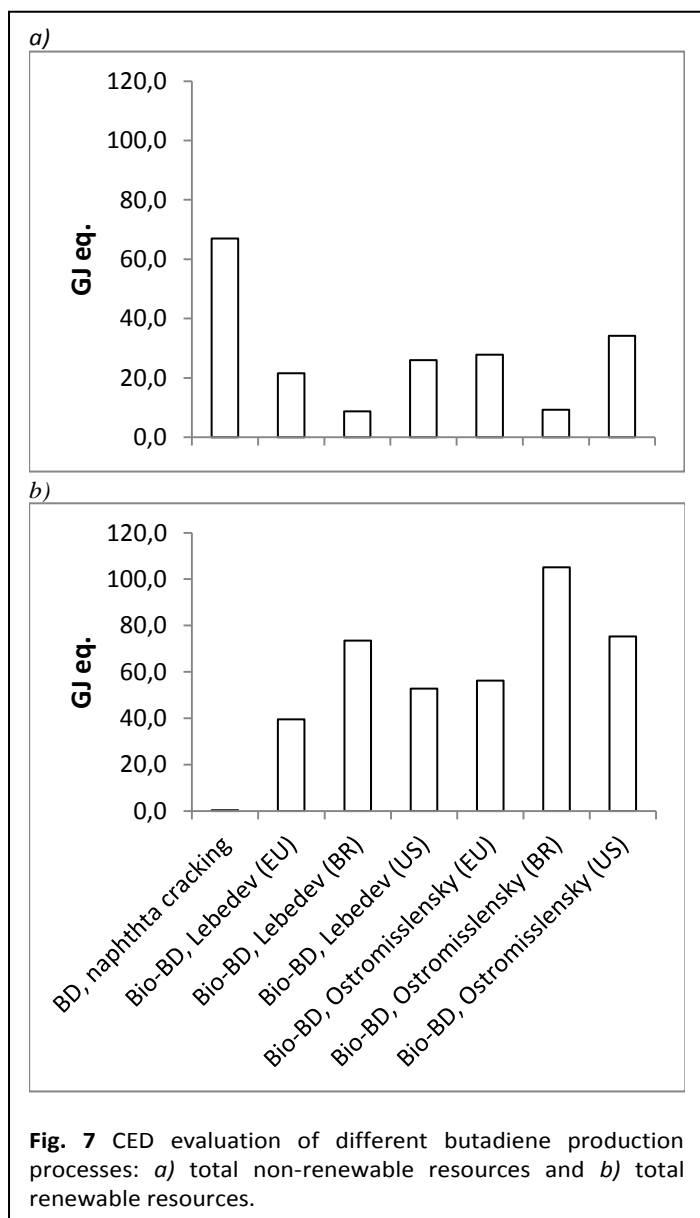 a)
120,0
100,0
80,0
60,0
40,0
20,0
0,0
GJ eq.
b)
120,0
100,0
80,0
60,0
40,0
20,0
0,0
GJ eq.
BD, naphthta cracking
Bio-BD, Lebedev (EU)
Bio-BD, Lebedev (BR)
Bio-BD, Lebedev (US)
Bio-BD, Ostromisslensky (EU)
Bio-BD, Ostromisslensky (BR)
Bio-BD, Ostromisslensky (US)
Fig. 7 CED evaluation of different butadiene production
processes: a) total non-renewable resources and b) total
renewable resources.